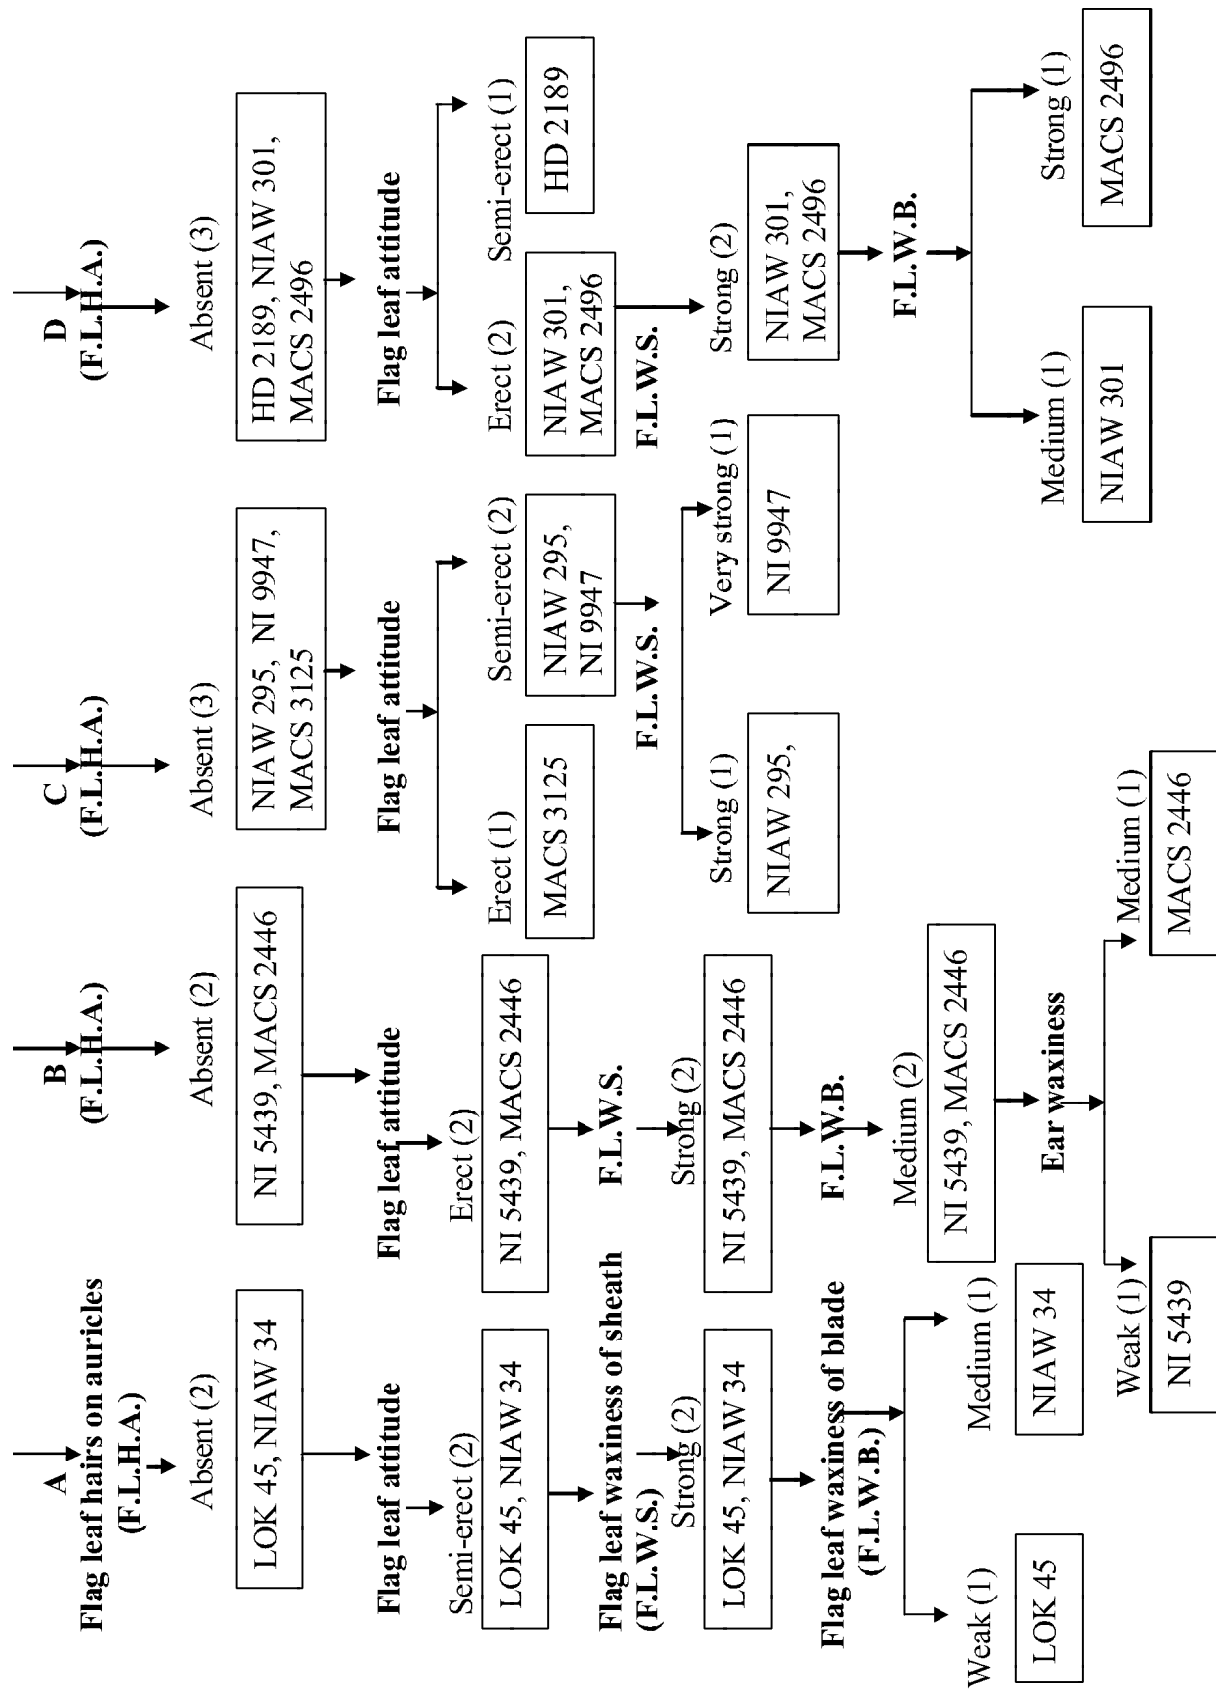 A
Flag leaf hairs on auricles
(F.L.H.A.)
Absent (2)
LOK 45, NIAW 34
Flag leaf attitude
Semi-erect (2)
LOK 45, NIAW 34
Flag leaf waxiness of sheath
(F.L.W.S.)
Strong (2)
LOK 45, NIAW 34
Flag leaf waxiness of blade
(F.L.W.B.)
Weak (1)
LOK 45
Medium (1)
NIAW 34
B
(F.L.H.A.)
Absent (2)
NI 5439, MACS 2446
Flag leaf attitude
Erect (2)
NI 5439, MACS 2446
F.L.W.S.
Strong (2)
NI 5439, MACS 2446
F.L.W.B.
Medium (2)
NI 5439, MACS 2446
Ear waxiness
Weak (1)
NI 5439
Medium (1)
MACS 2446
C
(F.L.H.A.)
Absent (3)
NIAW 295, NI 9947,
MACS 3125
Flag leaf attitude
Erect (1)
MACS 3125
Semi-erect (2)
NIAW 295,
NI 9947
F.L.W.S.
Strong (1)
NIAW 295,
Very strong (1)
NI 9947
D
(F.L.H.A.)
Absent (3)
HD 2189, NIAW 301,
MACS 2496
Flag leaf attitude
Erect (2)
NIAW 301,
MACS 2496
Semi-erect (1)
HD 2189
F.L.W.S.
Strong (2)
NIAW 301,
MACS 2496
F.L.W.B.
Medium (1)
NIAW 301
Strong (1)
MACS 2496